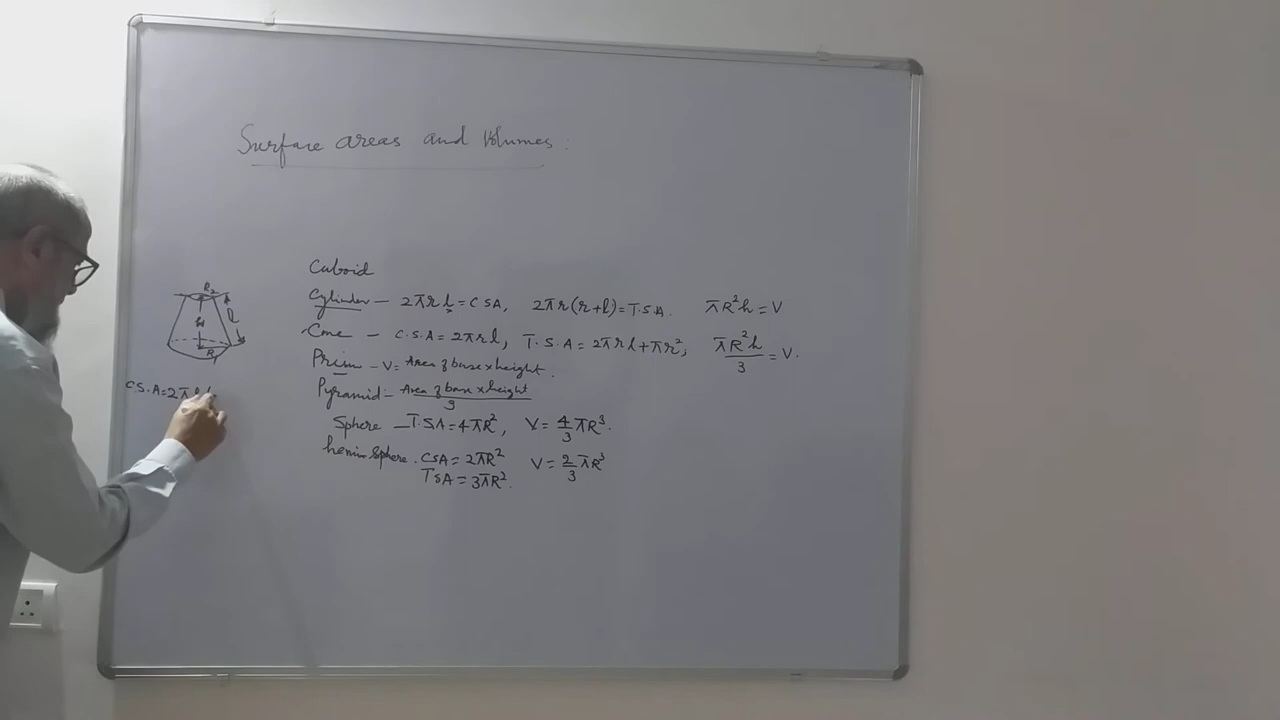 Surface areas and Volumes:
Cuboid
Cylinder – 2πrl = CSA, 2πr(r+l) = T.S.A. πR²h = V
Cone – C.S.A = 2πrl, T.S.A = 2πrl + πr², πR²h/3 = V.
Prism – V = Area of base x height.
Pyramid – Area of base x height/3
Sphere – T.SA = 4πR², V = 4/3 πR³.
hemisphere. CSA = 2πR² V = 2/3 πR³
TSA = 3πR².
R₂
h
l
R₁
C.S.A = 2π